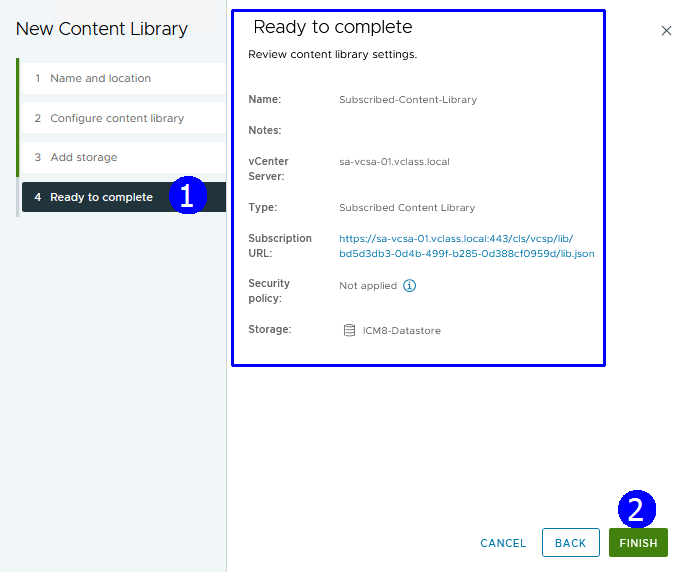 New Content Library
1 Name and location
2 Configure content library
3 Add storage
4 Ready to complete
1
Ready to complete
Review content library settings.
Name: Subscribed-Content-Library
Notes:
vCenter
Server: sa-vcsa-01.vclass.local
Type: Subscribed Content Library
Subscription https://sa-vcsa-01.vclass.local:443/cls/vcsp/lib/
URL: bd5d3db3-0d4b-499f-b285-0d388cf0959d/lib.json
Security
policy: Not applied
Storage: ICM8-Datastore
2
CANCEL BACK FINISH